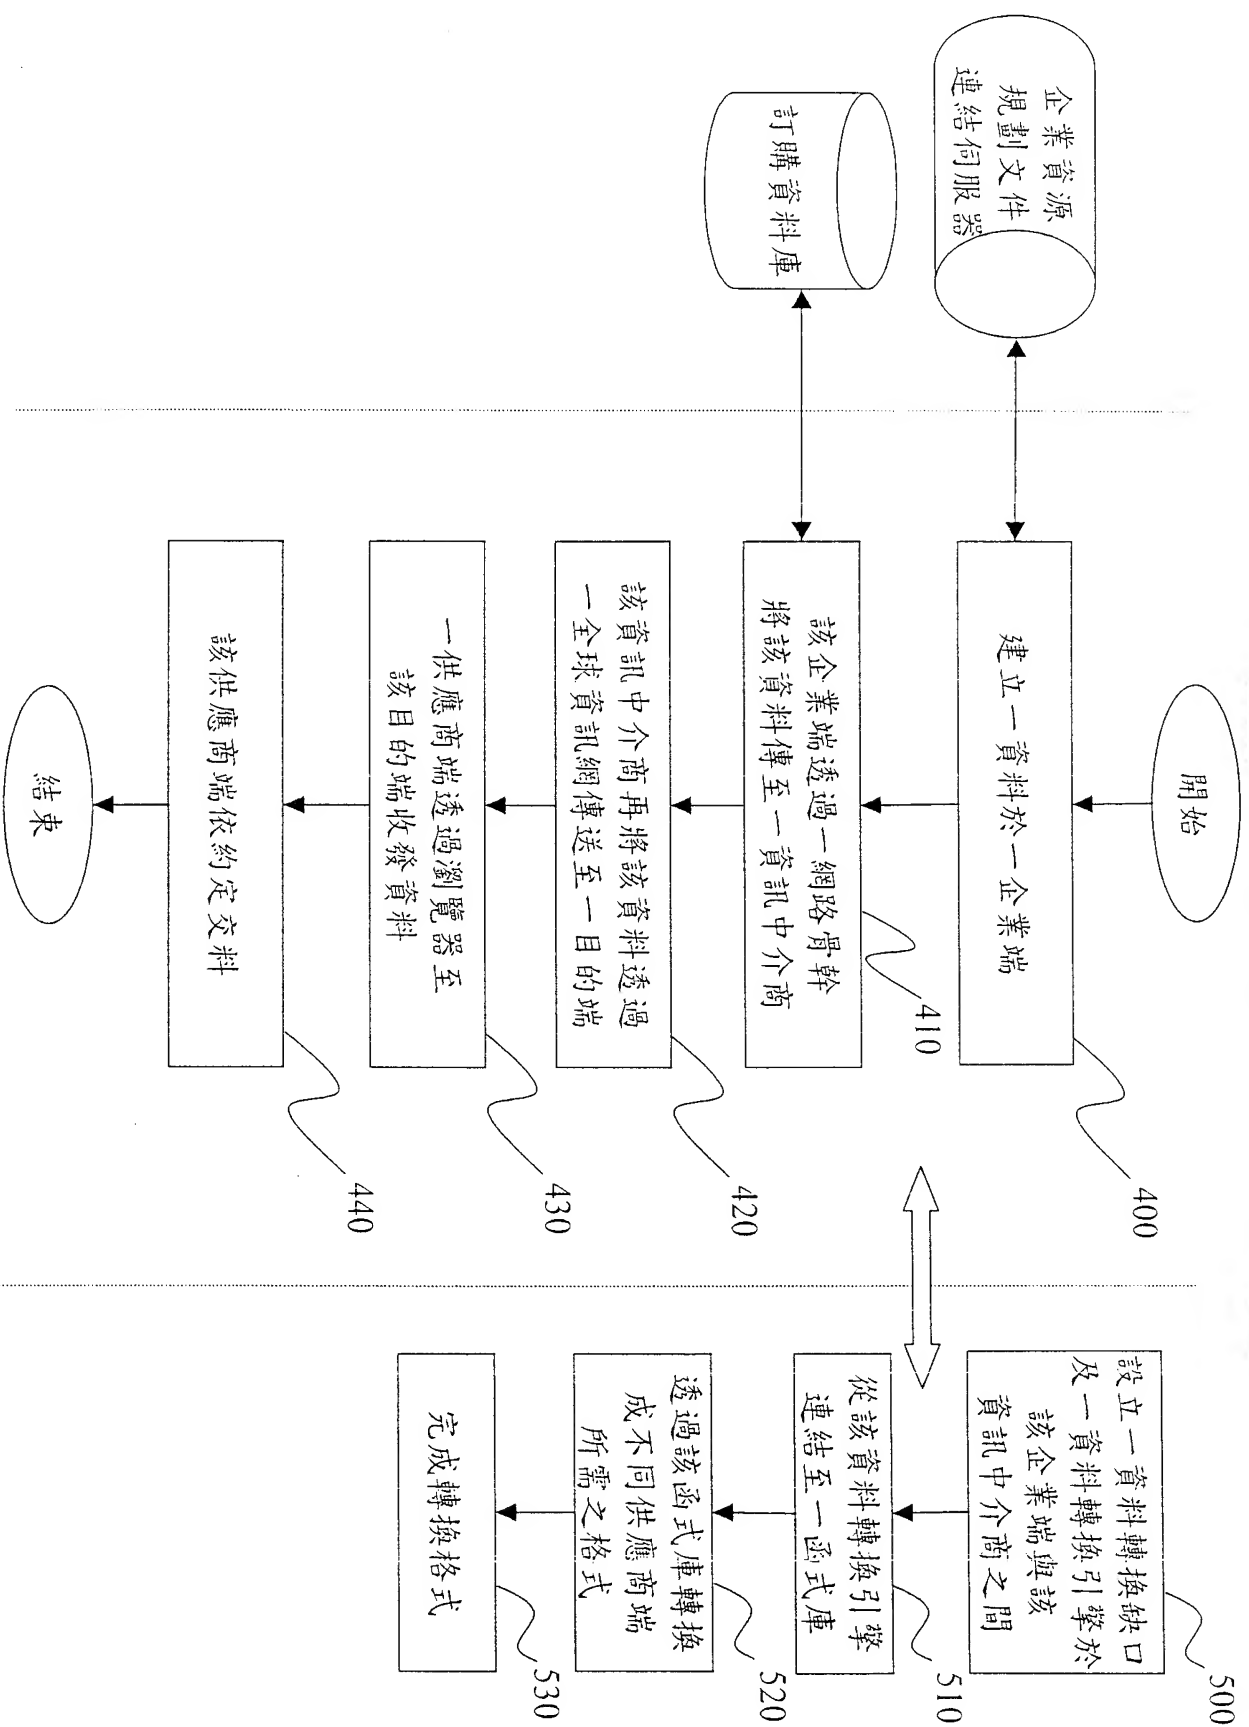 企業資源
規劃文件
連結伺服器
訂購資料庫
開始
建立一資料於一企業端
400
該企業端透過一網路骨幹
將該資料傳至一資訊中介商
410
該資訊中介商再將該資料透過
一全球資訊網傳送至一目的端
420
一供應商端透過瀏覽器至
該目的端收發資料
430
該供應商端依約定交料
440
結束
設立一資料轉換缺口
及一資料轉換引擎於
該企業端與該
資訊中介商之間
500
從該資料轉換引擎
連結至一函式庫
510
透過該函式庫轉換
成不同供應商端
所需之格式
520
完成轉換格式
530